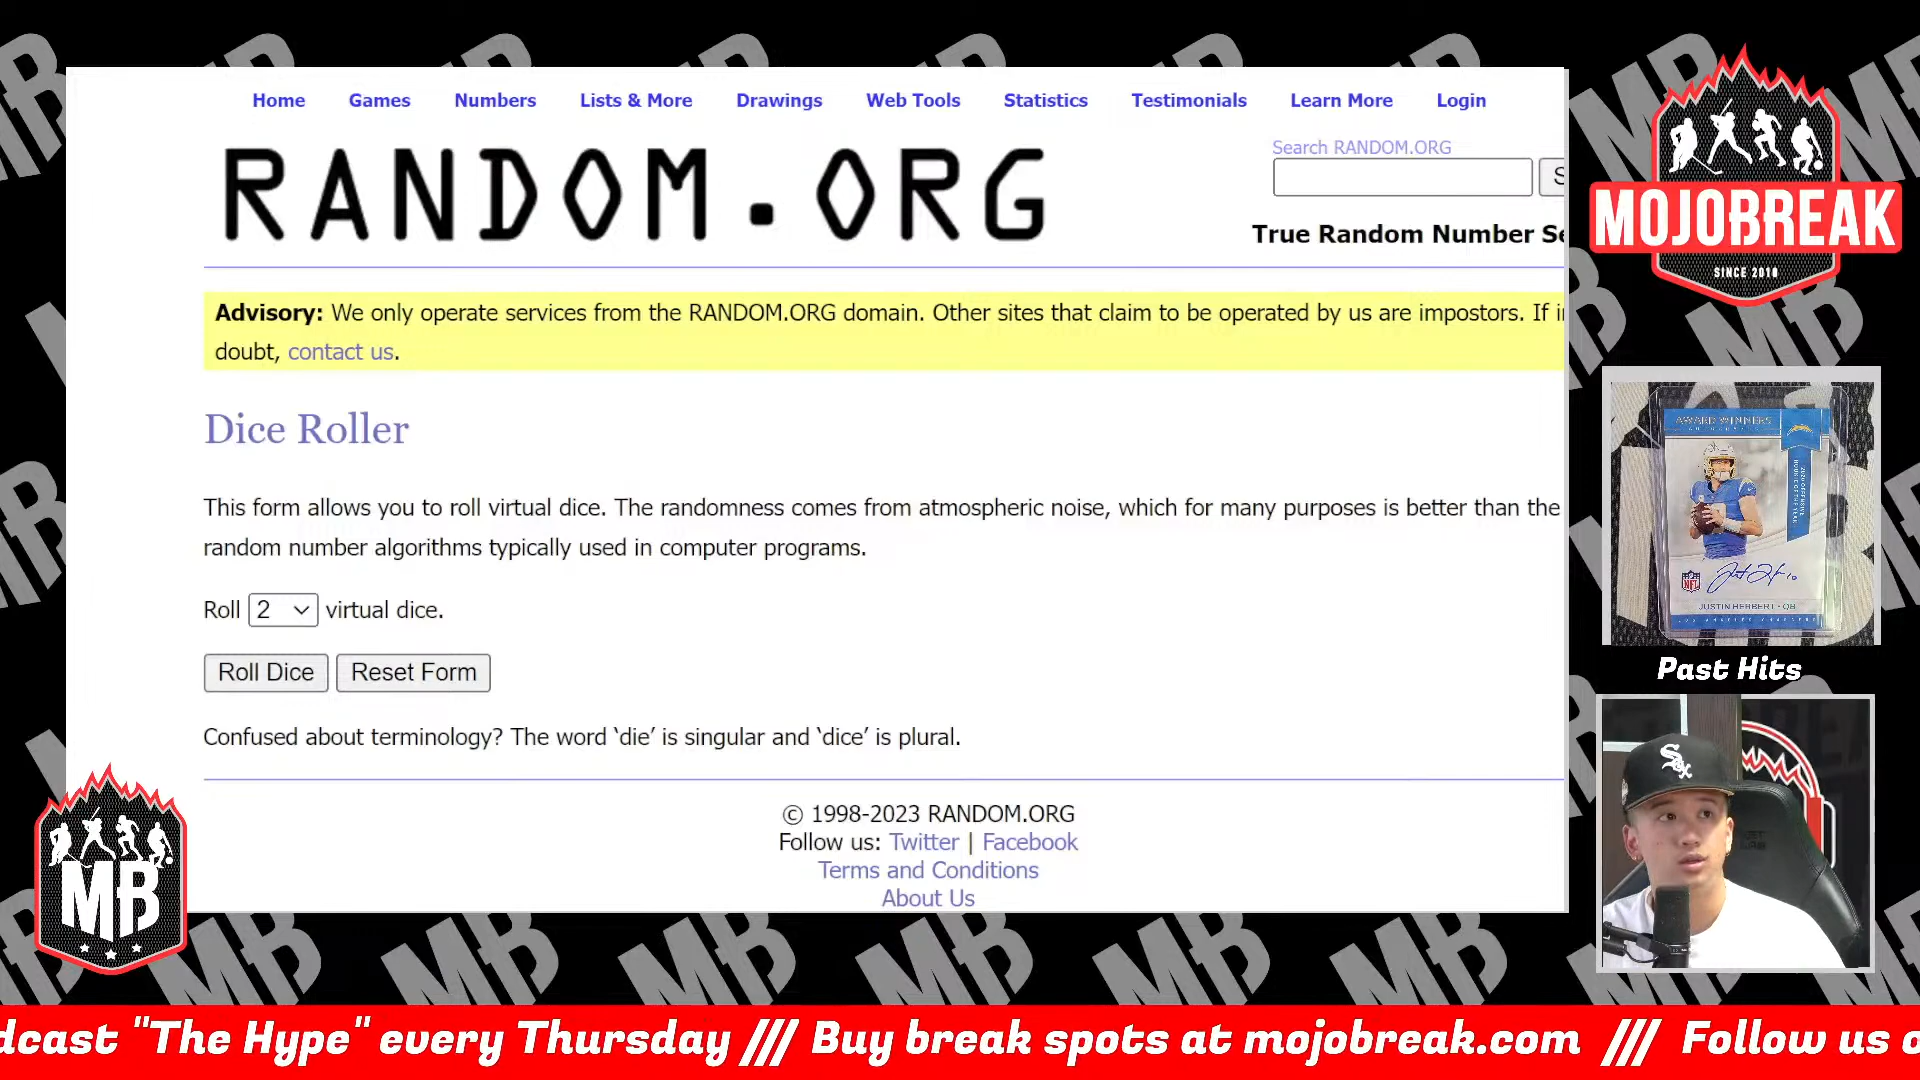 Home Games Numbers Lists & More Drawings Web Tools Statistics Testimonials Learn More Login
RANDOM.ORG
Search RANDOM.ORG
True Random Number Se
Advisory: We only operate services from the RANDOM.ORG domain. Other sites that claim to be operated by us are impostors. If in
doubt, contact us.
Dice Roller
This form allows you to roll virtual dice. The randomness comes from atmospheric noise, which for many purposes is better than the
random number algorithms typically used in computer programs.
Roll 2 virtual dice.
Roll Dice Reset Form
Confused about terminology? The word ‘die’ is singular and ‘dice’ is plural.
© 1998-2023 RANDOM.ORG
Follow us: Twitter | Facebook
Terms and Conditions
About Us
MOJOBREAK
SINCE 2010
AWARD WINNERS
NFL
JUSTIN HERBERT • QB
LOS ANGELES CHARGERS
Past Hits
Sox
MB
dcast "The Hype" every Thursday /// Buy break spots at mojobreak.com /// Follow us o